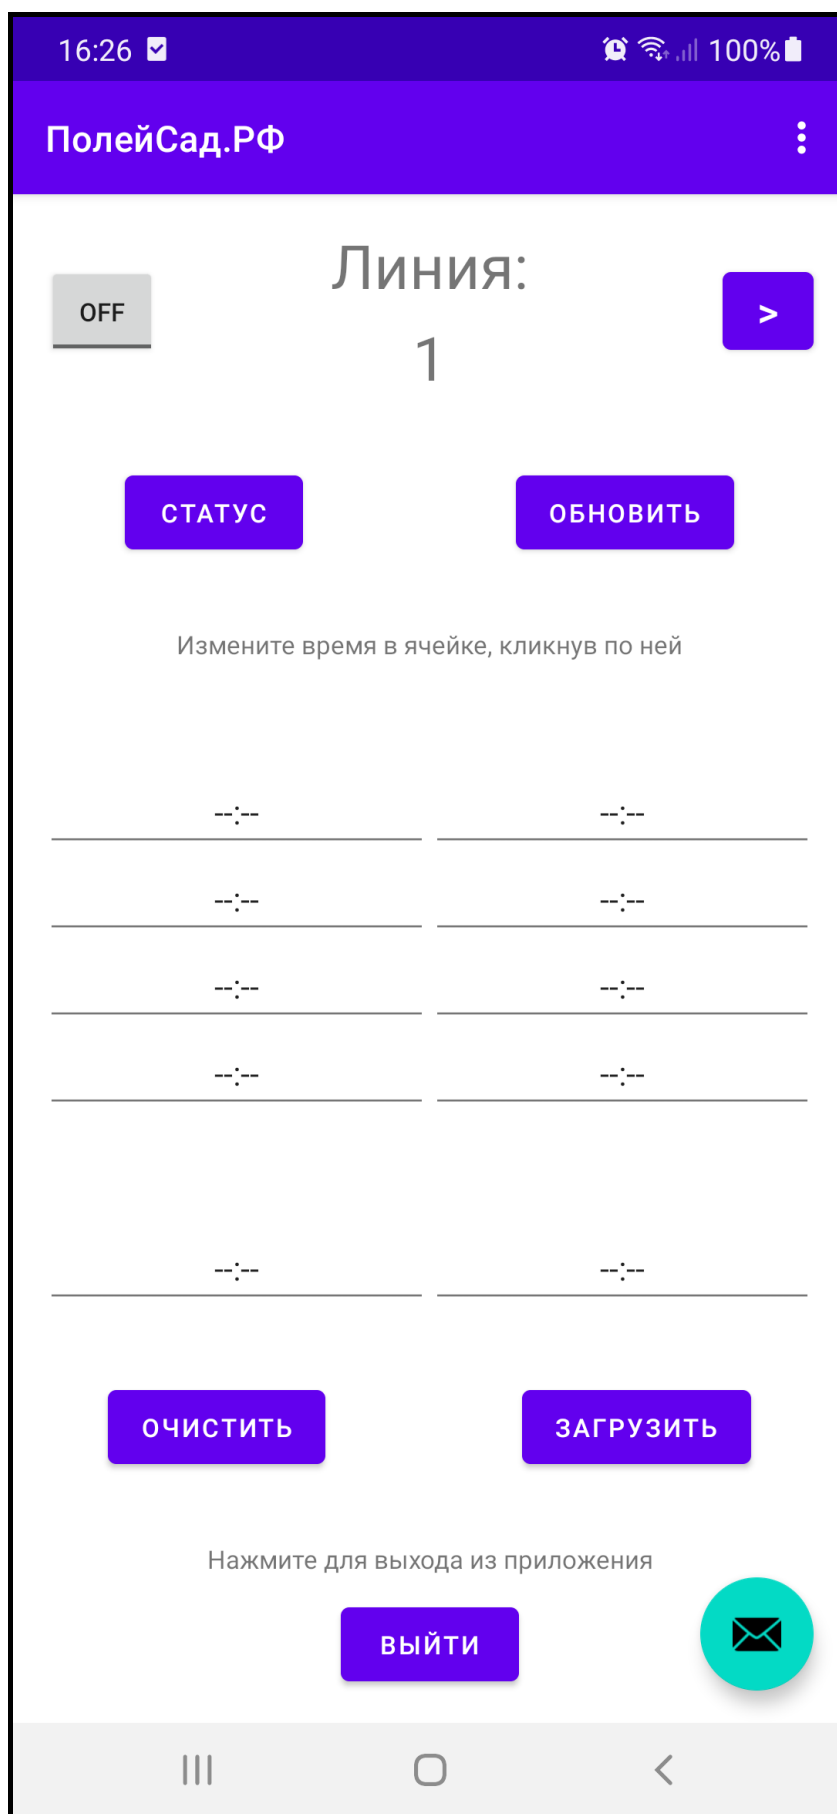 16:26 100%
ПолейСад.РФ
Линия:
OFF >
1
СТАТУС ОБНОВИТЬ
Измените время в ячейке, кликнув по ней
--:-- --:--
--:-- --:--
--:-- --:--
--:-- --:--
--:-- --:--
ОЧИСТИТЬ ЗАГРУЗИТЬ
Нажмите для выхода из приложения
ВЫЙТИ